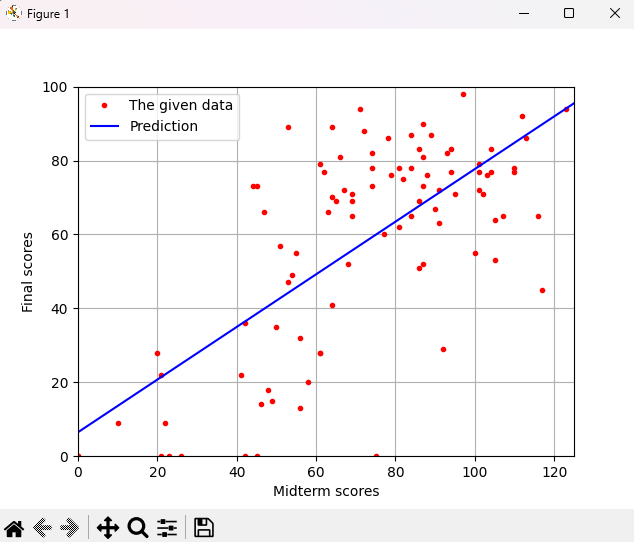 Figure 1
The given data
Prediction
100
80
60
40
20
0
Final scores
0 20 40 60 80 100 120
Midterm scores